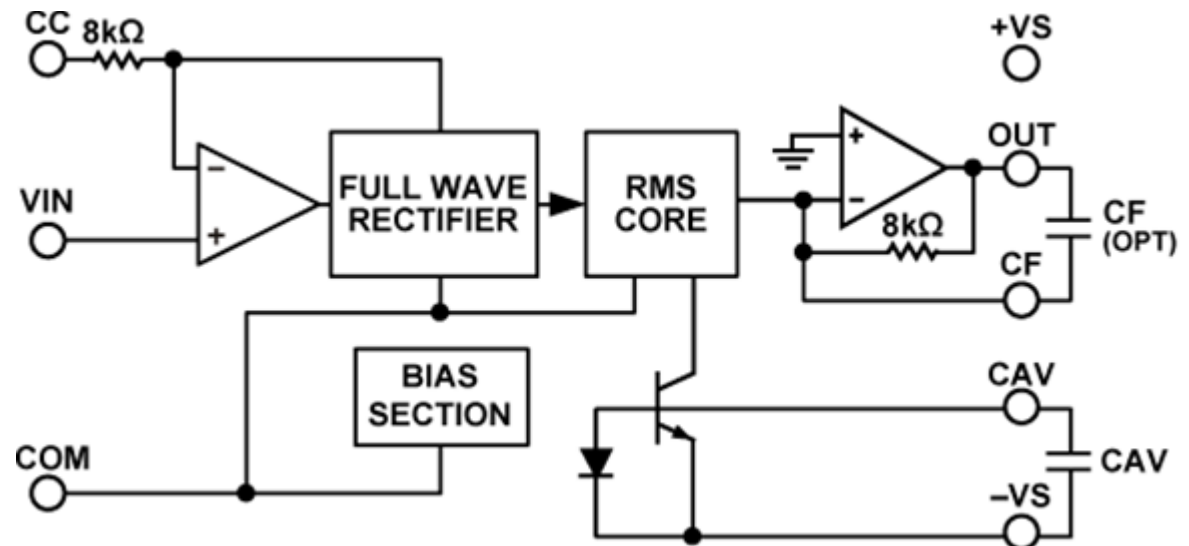 CC
8kΩ
+VS
VIN
−
+
FULL WAVE
RECTIFIER
RMS
CORE
+
−
8kΩ
OUT
CF
(OPT)
CF
BIAS
SECTION
COM
CAV
CAV
–VS